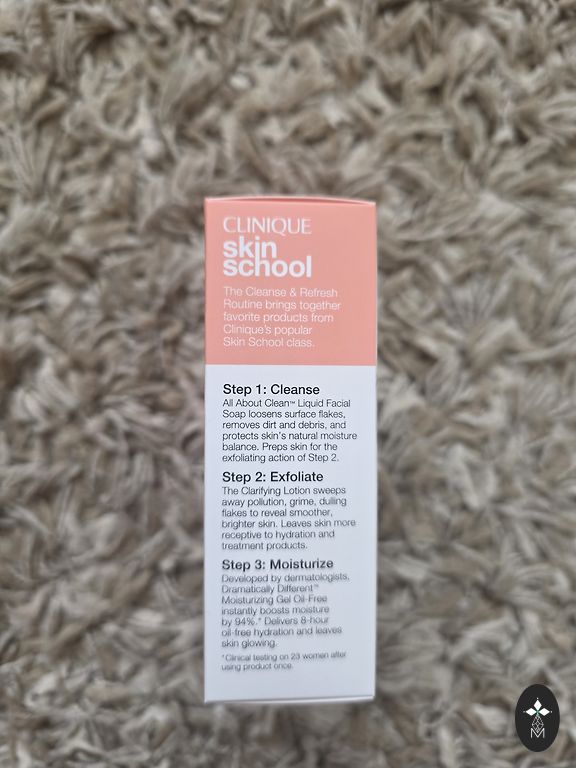 CLINIQUE
skin
school
The Cleanse & Refresh
Routine brings together
favorite products from
Clinique's popular
Skin School class.
Step 1: Cleanse
All About Clean™ Liquid Facial
Soap loosens surface flakes,
removes dirt and debris, and
protects skin's natural moisture
balance. Preps skin for the
exfoliating action of Step 2.
Step 2: Exfoliate
The Clarifying Lotion sweeps
away pollution, grime, dulling
flakes to reveal smoother,
brighter skin. Leaves skin more
receptive to hydration and
treatment products.
Step 3: Moisturize
Developed by dermatologists,
Dramatically Different™
Moisturizing Gel Oil-Free
instantly boosts moisture
by 94%.* Delivers 8-hour
oil-free hydration and leaves
skin glowing.
*Clinical testing on 23 women after
using product once.
M